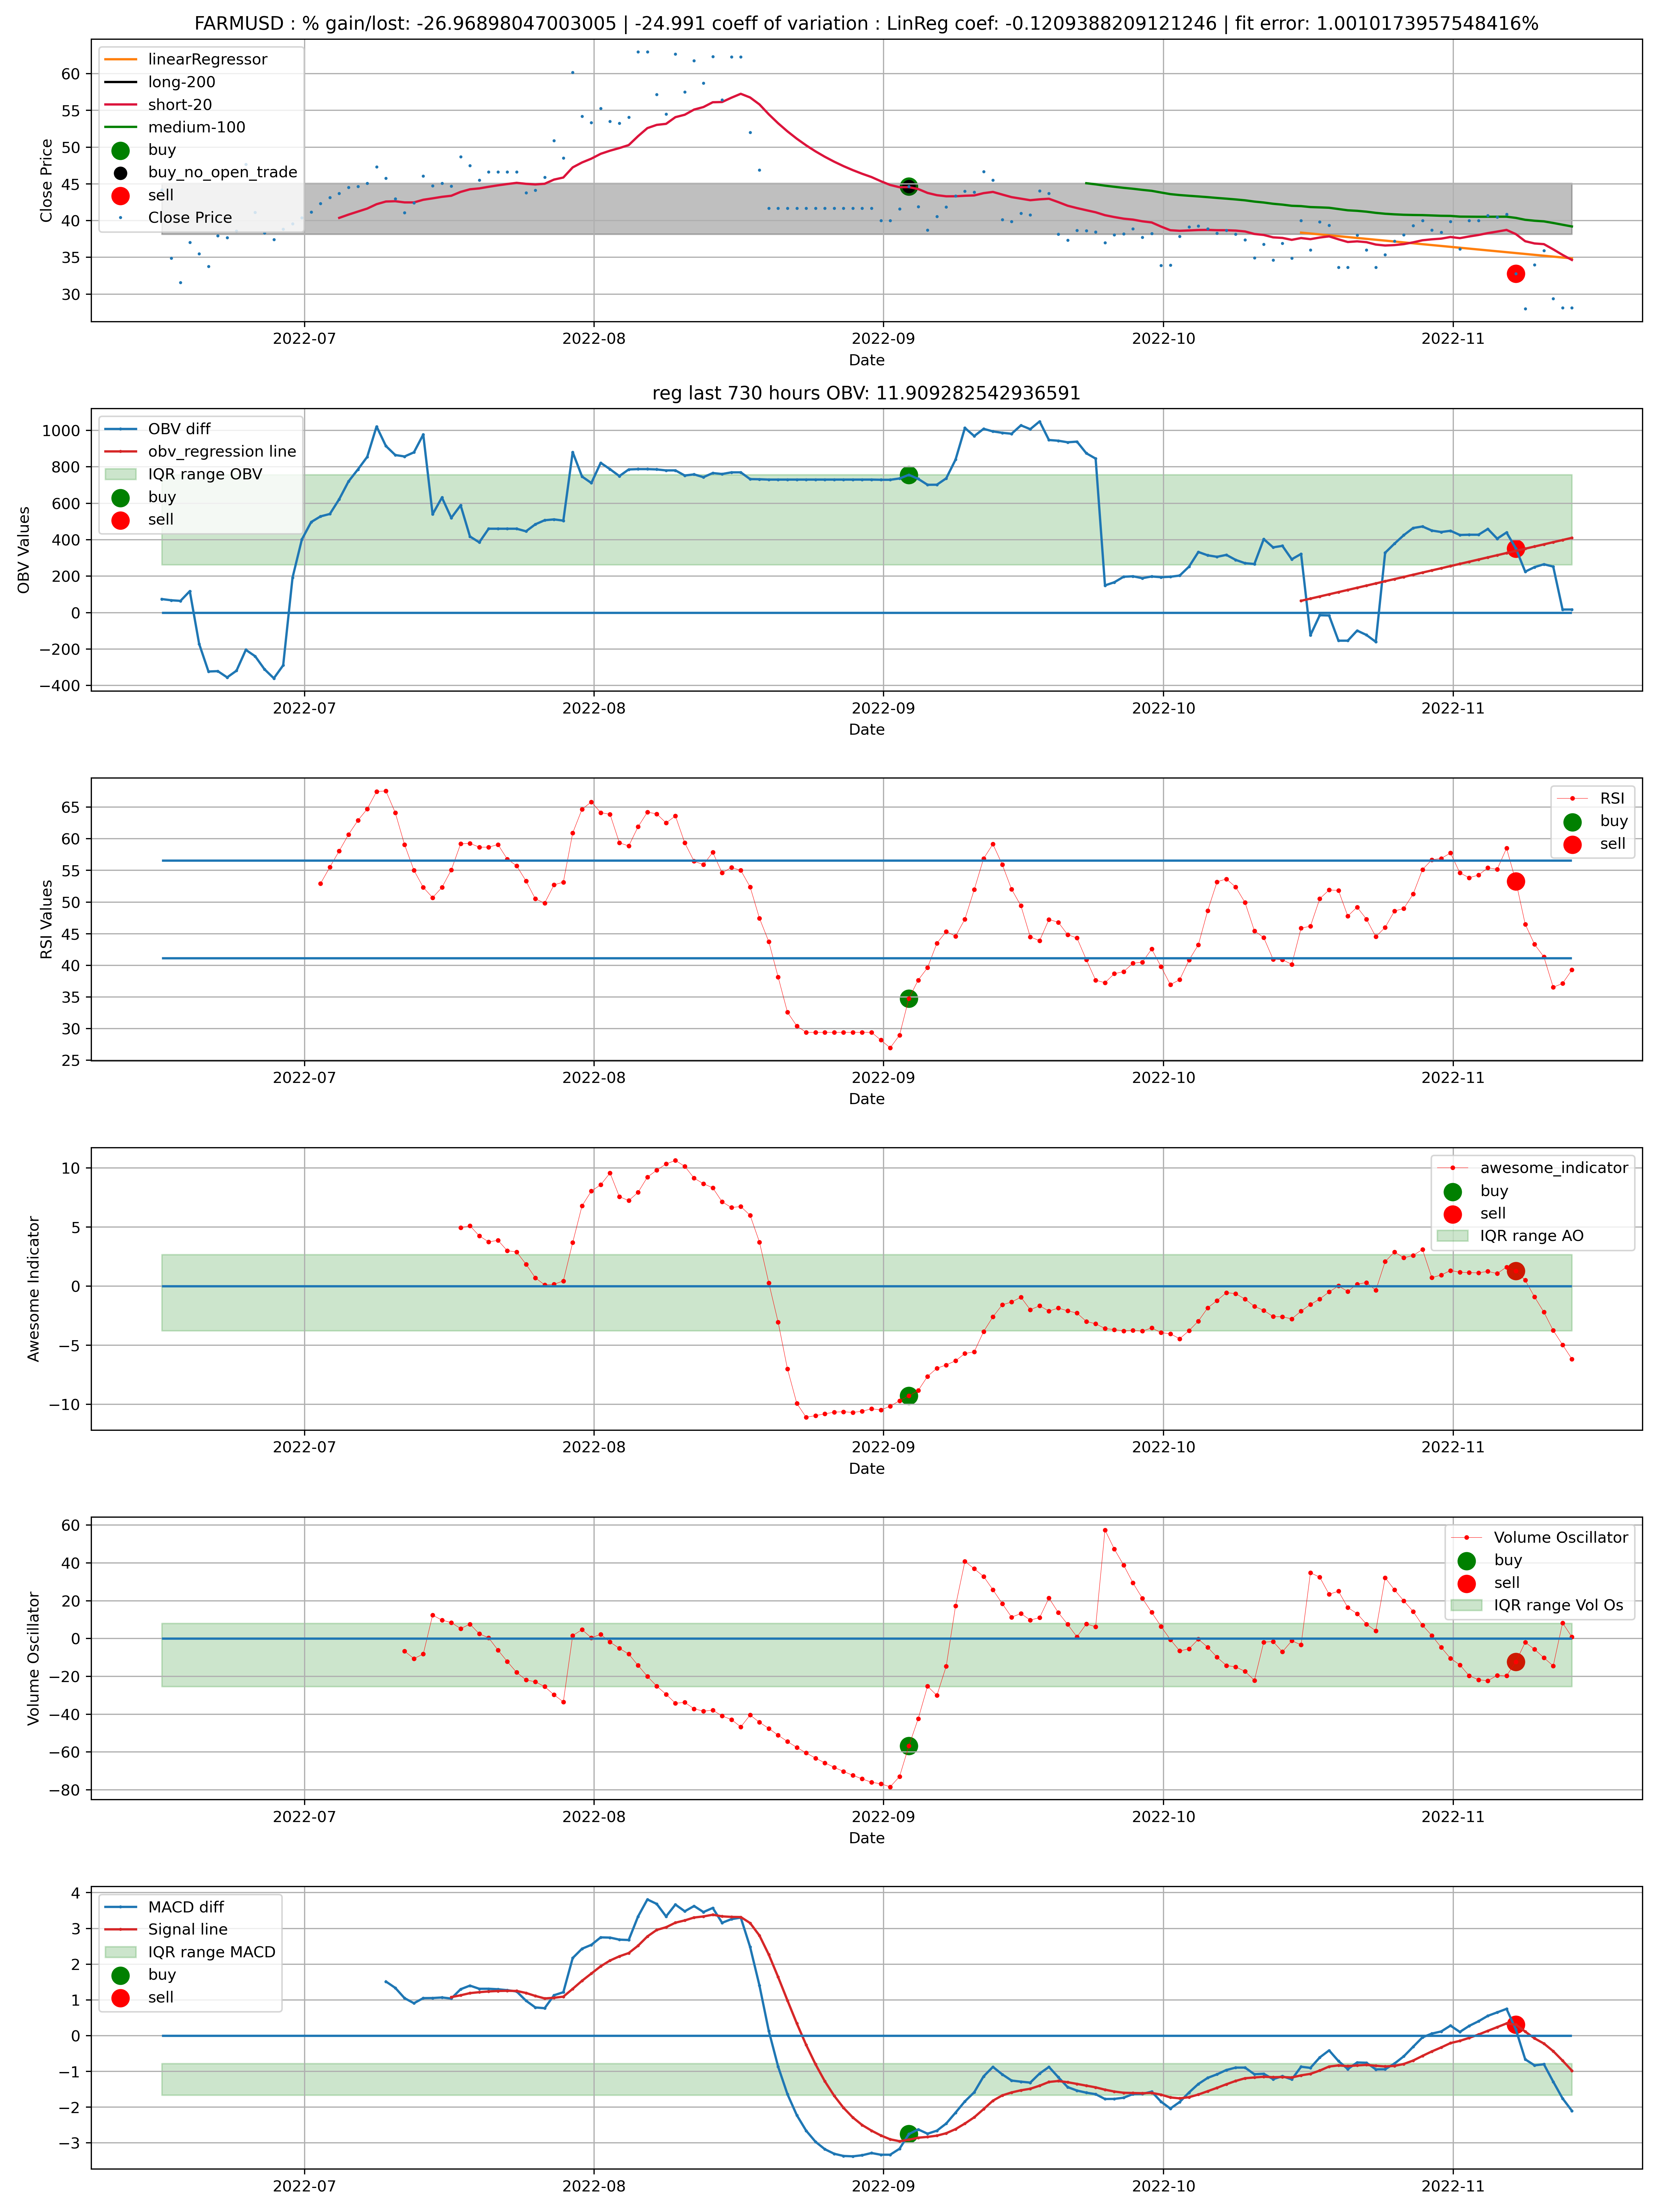 FARMUSD : % gain/lost: -26.96898047003005 | -24.991 coeff of variation : LinReg coef: -0.1209388209121246 | fit error: 1.0010173957548416%
linearRegressor
long-200
short-20
medium-100
buy
buy_no_open_trade
sell
Close Price
Close Price
60
55
50
45
40
35
30
2022-07 2022-08 2022-09 2022-10 2022-11
Date
reg last 730 hours OBV: 11.909282542936591
OBV diff
obv_regression line
IQR range OBV
buy
sell
OBV Values
1000
800
600
400
200
0
−200
−400
2022-07 2022-08 2022-09 2022-10 2022-11
Date
RSI
buy
sell
RSI Values
65
60
55
50
45
40
35
30
25
2022-07 2022-08 2022-09 2022-10 2022-11
Date
awesome_indicator
buy
sell
IQR range AO
Awesome Indicator
10
5
0
−5
−10
2022-07 2022-08 2022-09 2022-10 2022-11
Date
Volume Oscillator
buy
sell
IQR range Vol Os
Volume Oscillator
60
40
20
0
−20
−40
−60
−80
2022-07 2022-08 2022-09 2022-10 2022-11
Date
MACD diff
Signal line
IQR range MACD
buy
sell
4
3
2
1
0
−1
−2
−3
2022-07 2022-08 2022-09 2022-10 2022-11